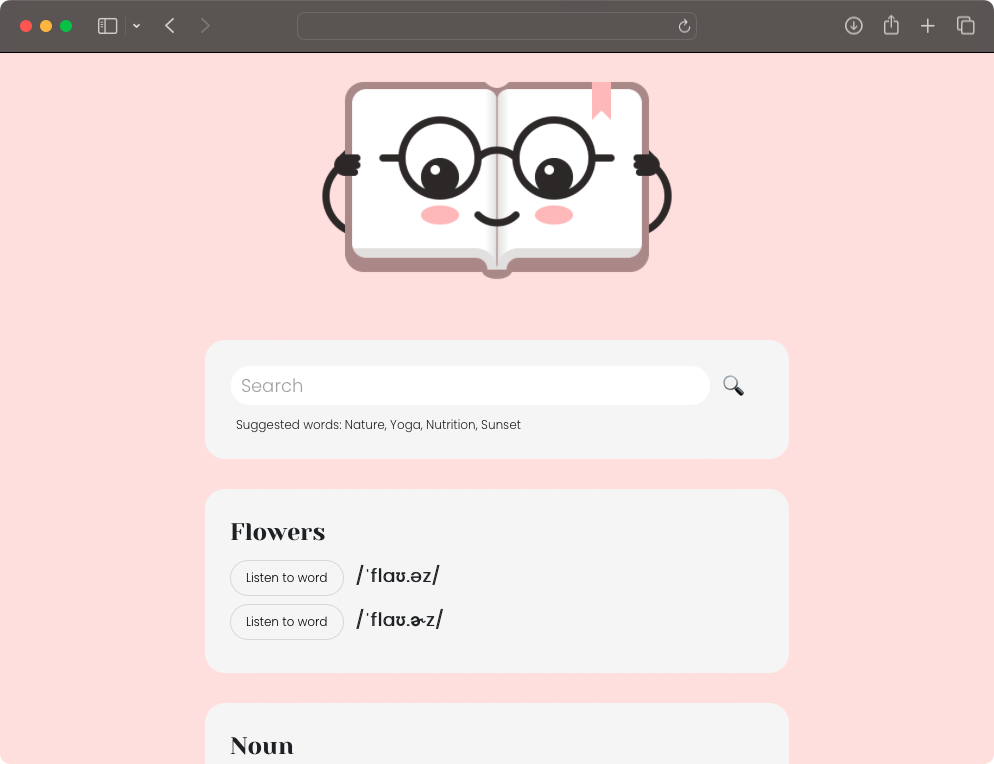 Search
Suggested words: Nature, Yoga, Nutrition, Sunset
Flowers
Listen to word /ˈflaʊ.əz/
Listen to word /ˈflaʊ.ɚz/
Noun